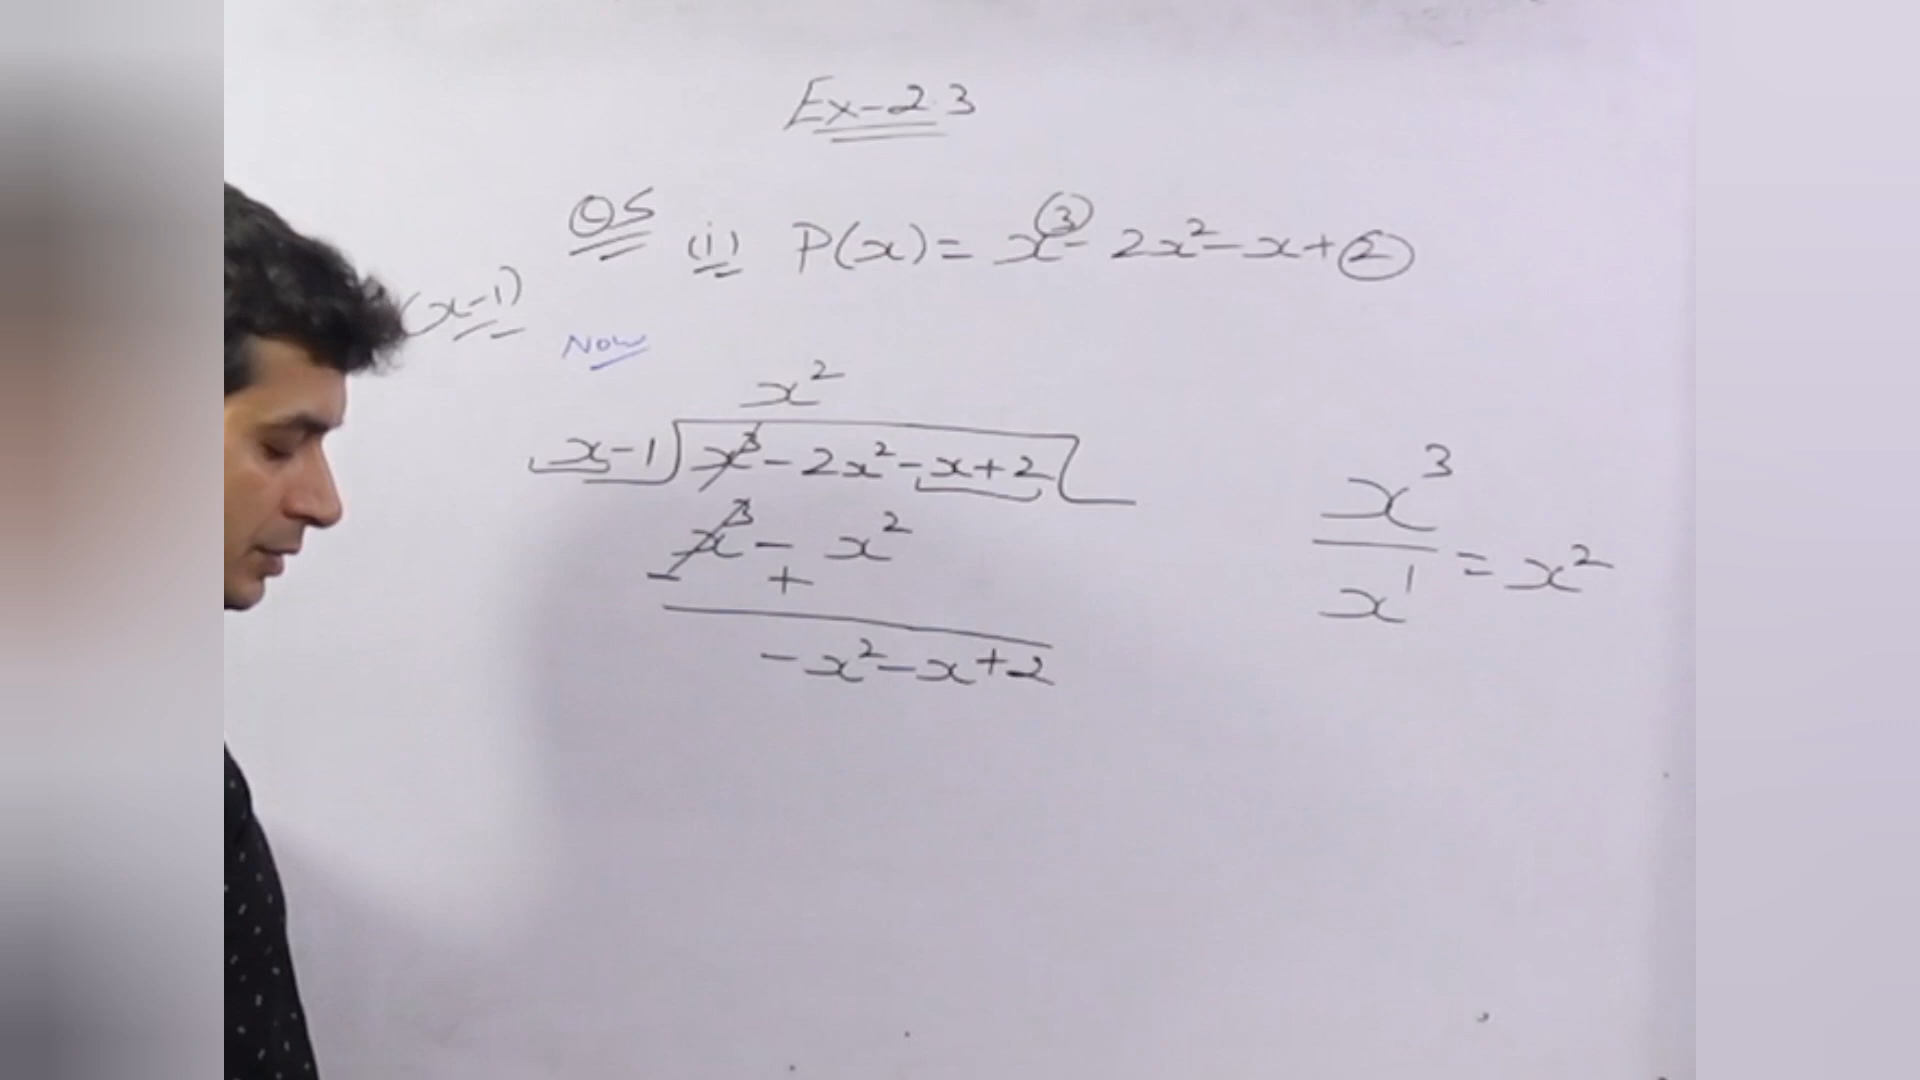 Ex-2.3
Q5 (i) P(x) = x³ - 2x² - x + 2
(x-1)
Now
x²
x-1 ) x³ - 2x² - x + 2 (
x³ - x²
- +
- x² - x + 2
x³ / x¹ = x²